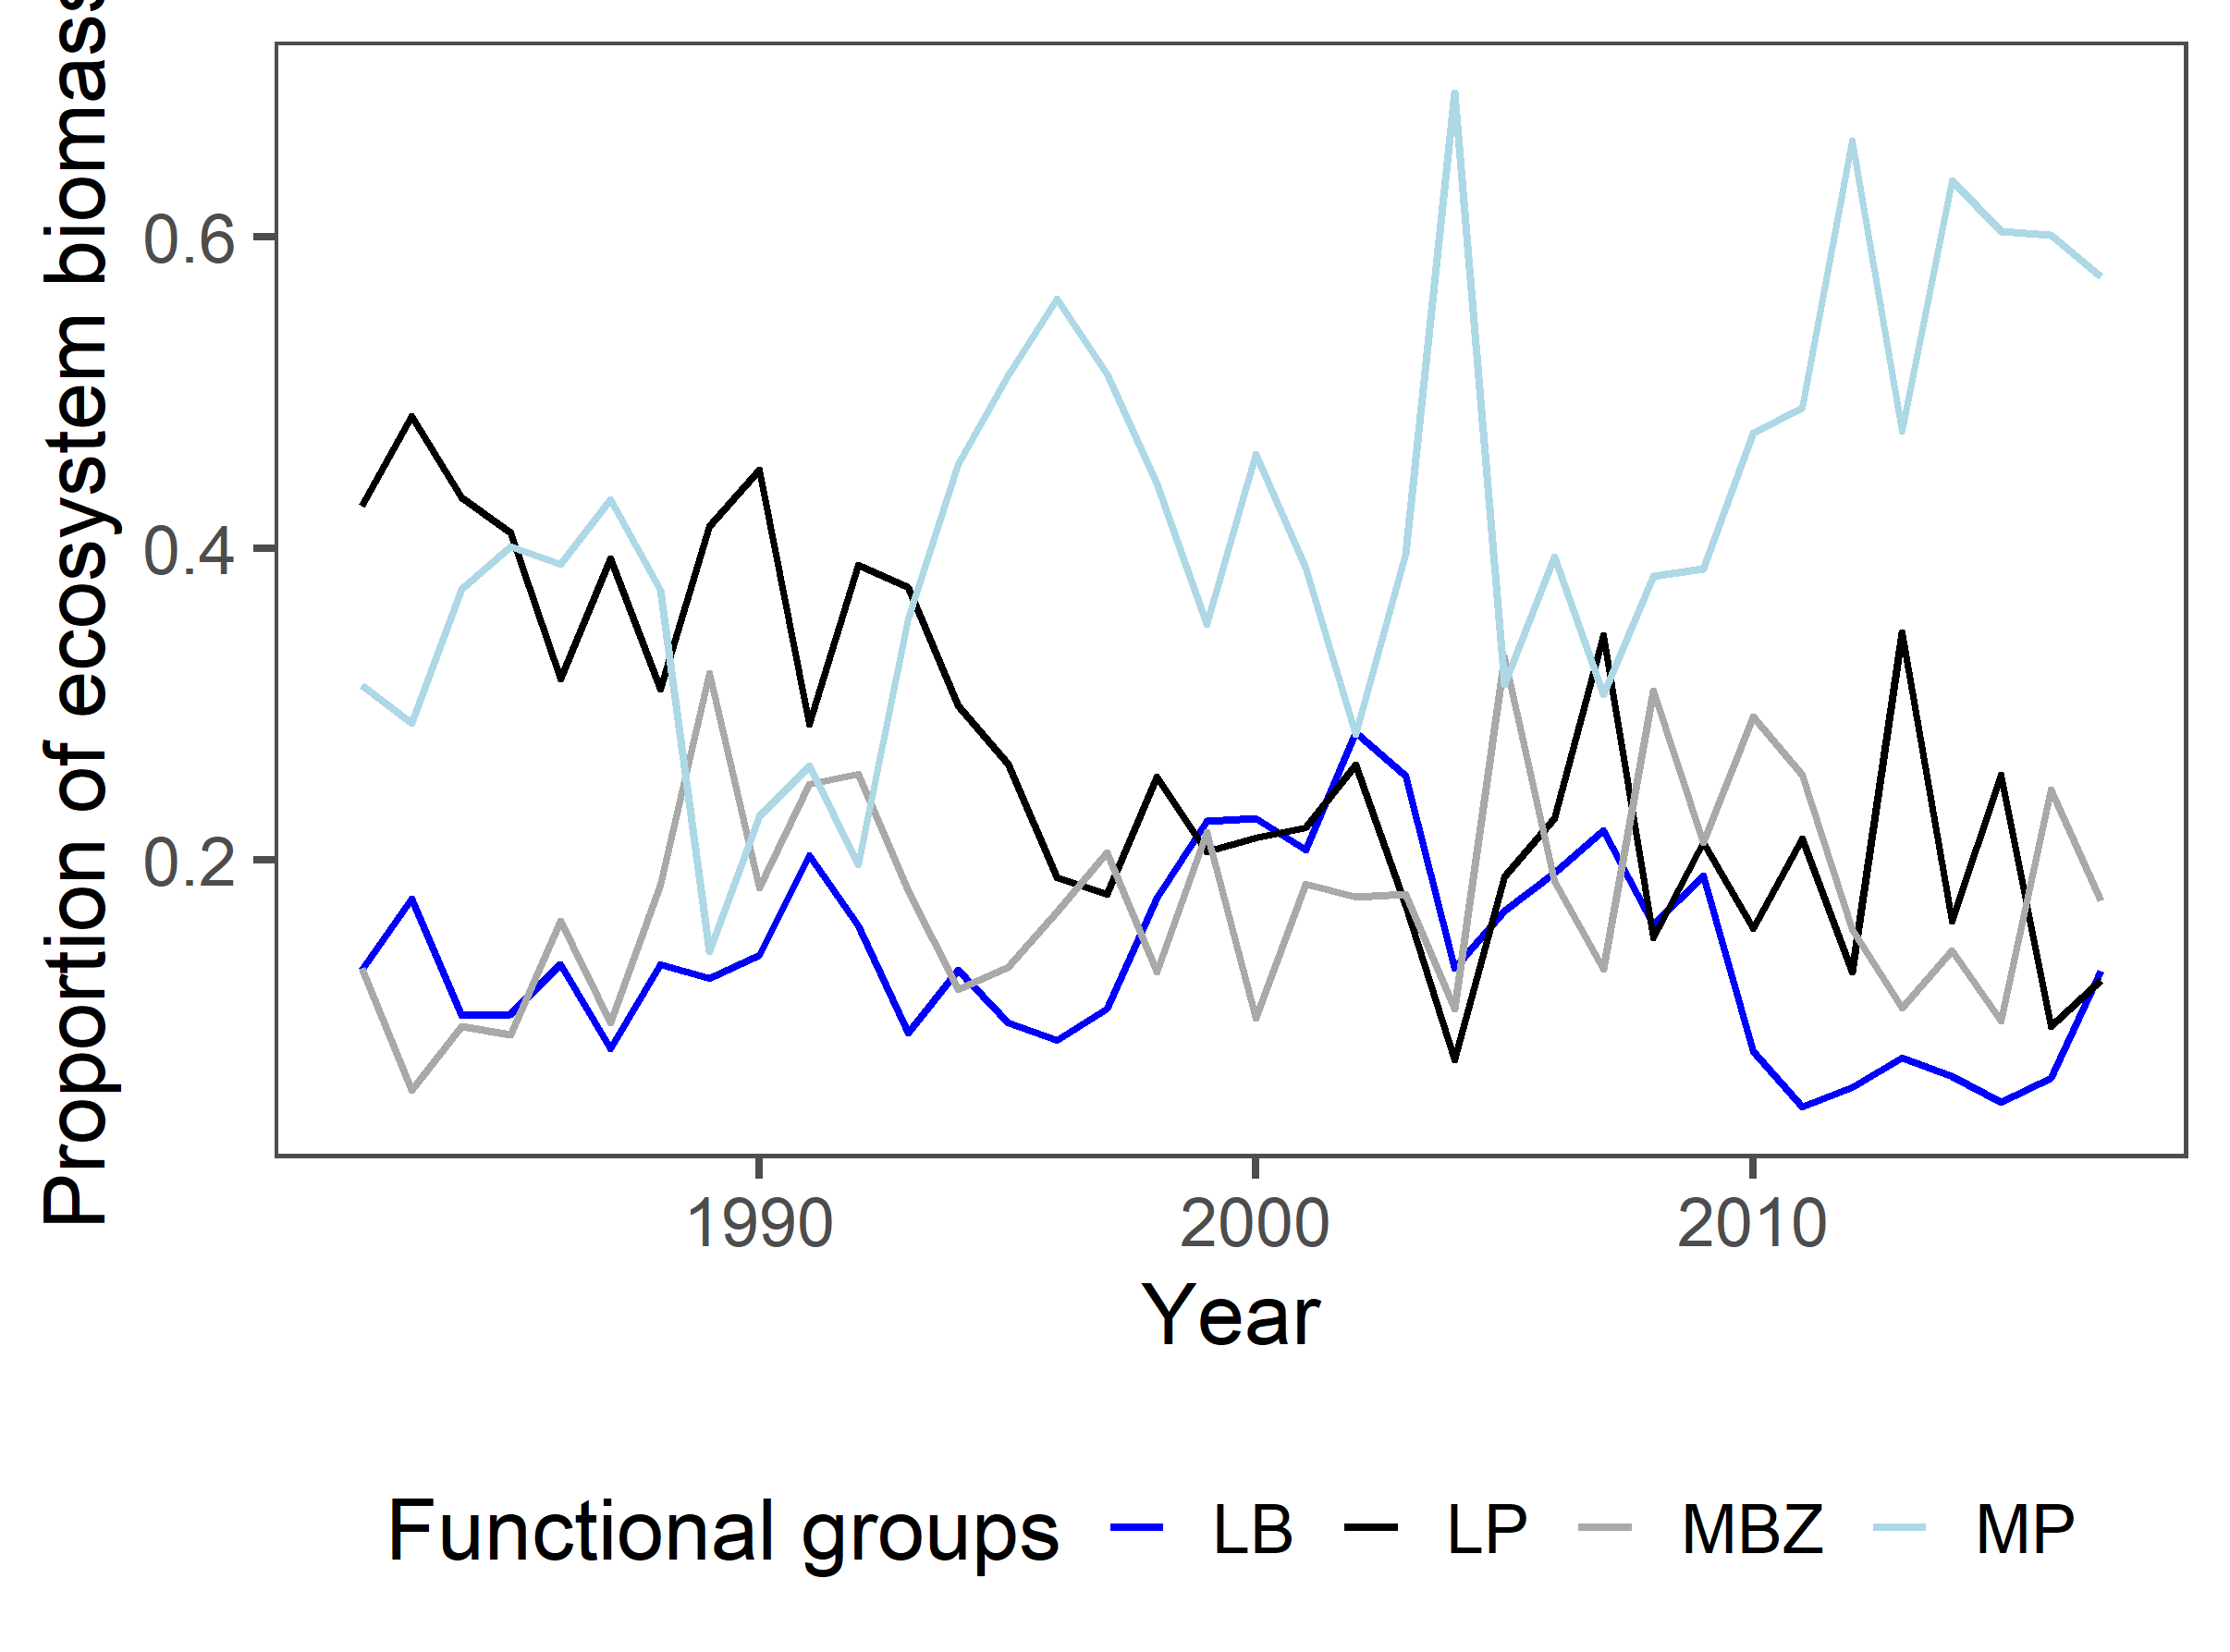 Proportion of ecosystem biomass
0.6
0.4
0.2
1990 2000 2010
Year
Functional groups LB LP MBZ MP